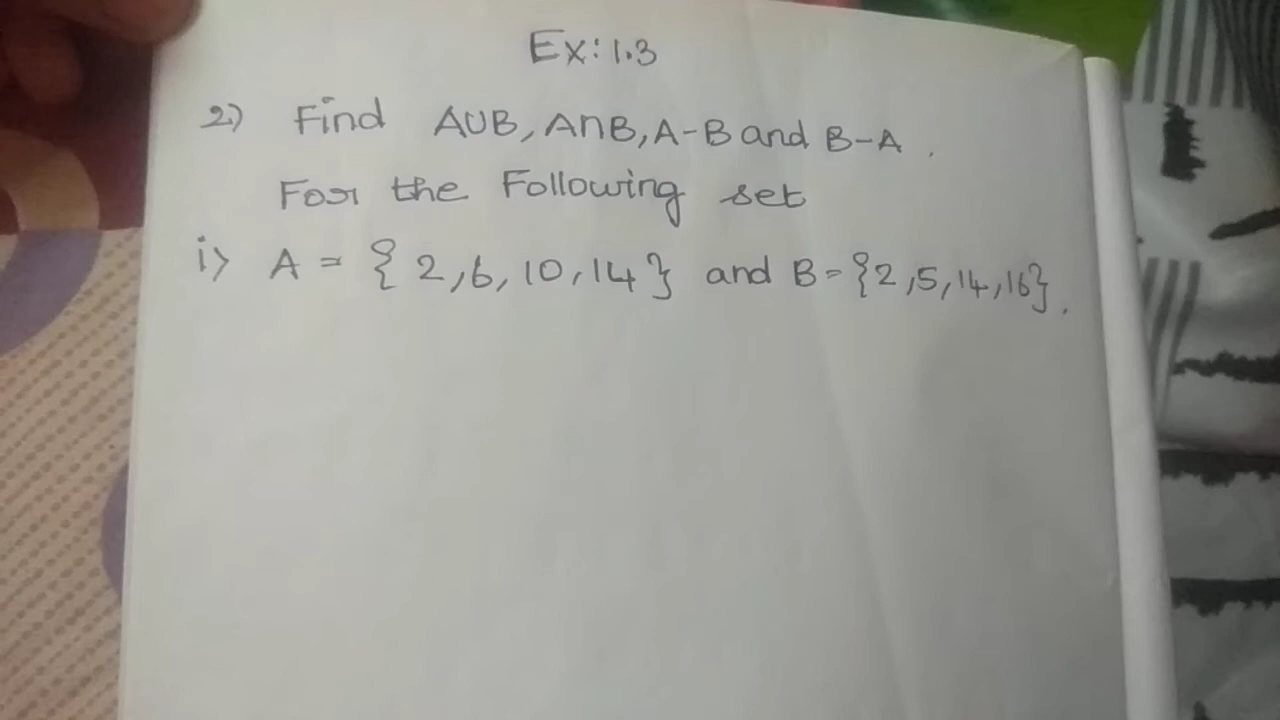 Ex: 1.3
2) Find A∪B, A∩B, A-B and B-A.
For the Following set
i) A = {2, 6, 10, 14} and B = {2, 5, 14, 16}.